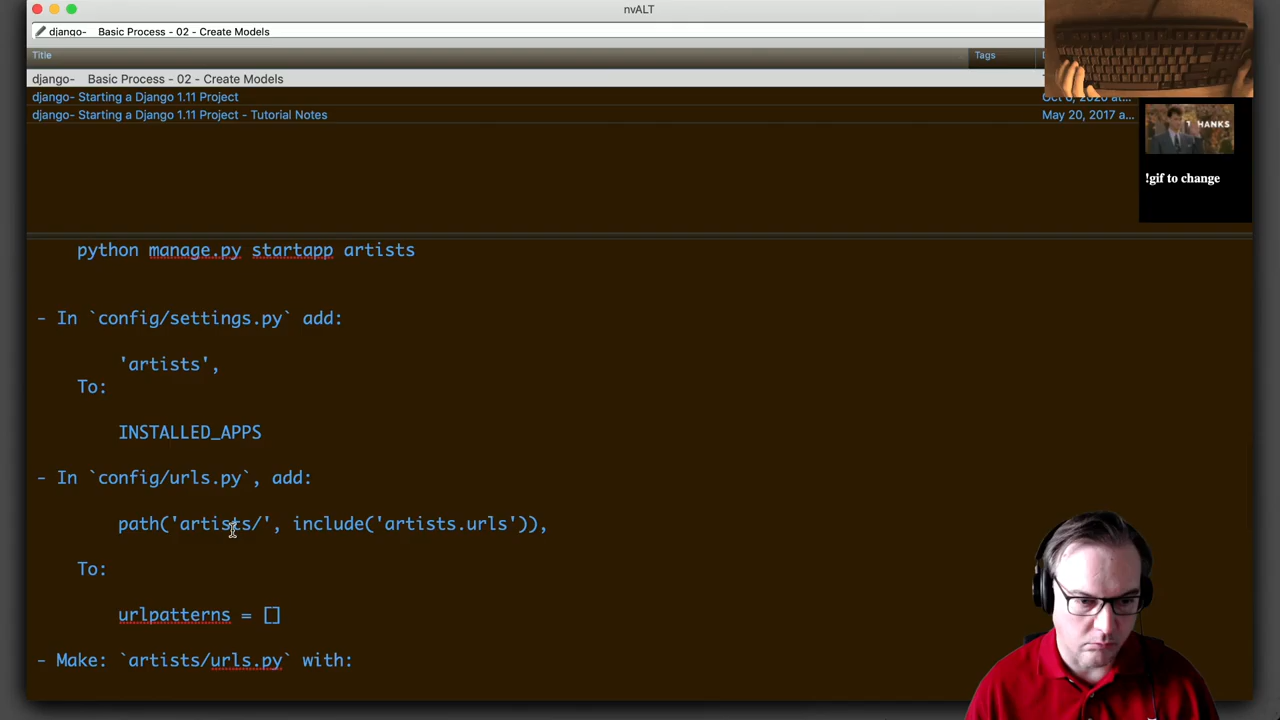 nvALT
django- Basic Process - 02 - Create Models
Title
Tags
django- Basic Process - 02 - Create Models
django- Starting a Django 1.11 Project
django- Starting a Django 1.11 Project - Tutorial Notes
May 20, 2017 a...
HANKS
!gif to change
python manage.py startapp artists
- In `config/settings.py` add:
'artists',
To:
INSTALLED_APPS
- In `config/urls.py`, add:
path('artists/', include('artists.urls')),
To:
urlpatterns = []
- Make: `artists/urls.py` with: